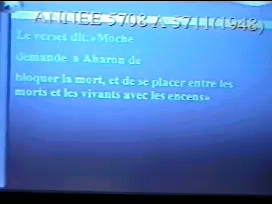 ANNEE 5708 A 5711(1948)
Le verset dit:«Moche
demande a Aharon de
bloquer la mort, et de se placer entre les
morts et les vivants avec les encens»